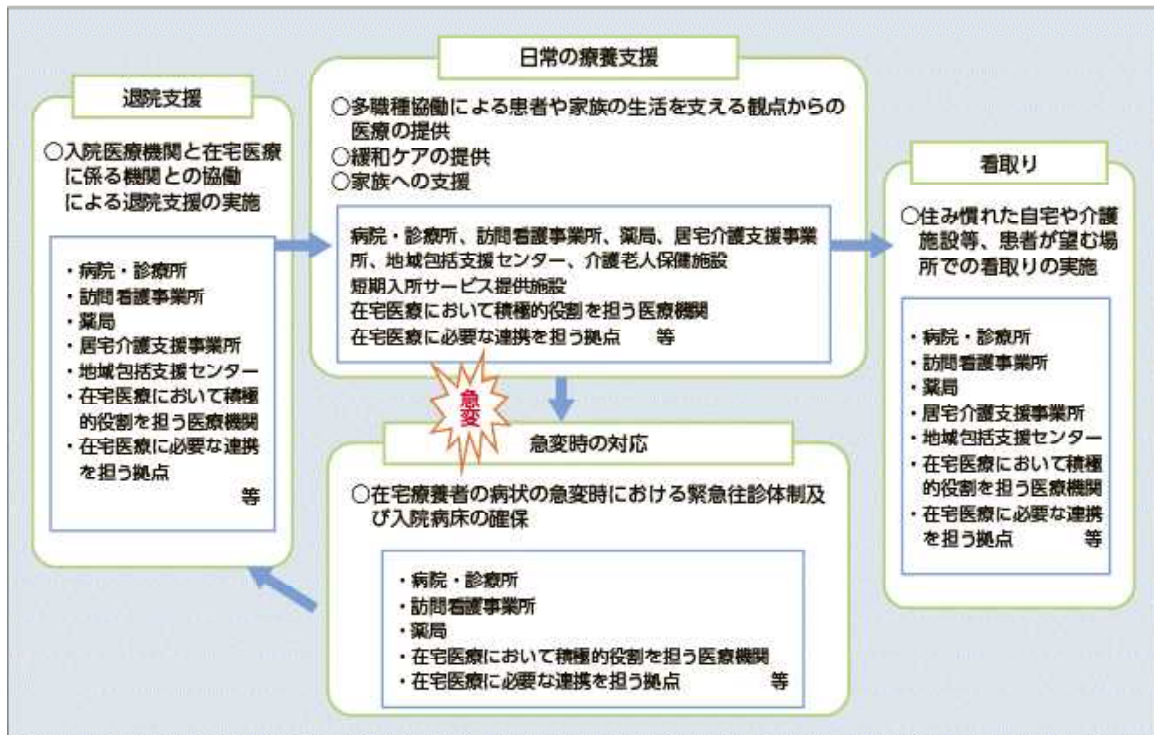 退院支援
○入院医療機関と在宅医療
に係る機関との協働
による退院支援の実施
・病院・診療所
・訪問看護事業所
・薬局
・居宅介護支援事業所
・地域包括支援センター
・在宅医療において積極
的役割を担う医療機関
・在宅医療に必要な連携
を担う拠点
等
日常の療養支援
○多職種協働による患者や家族の生活を支える観点からの
医療の提供
○緩和ケアの提供
○家族への支援
病院・診療所、訪問看護事業所、薬局、居宅介護支援事業
所、地域包括支援センター、介護老人保健施設
短期入所サービス提供施設
在宅医療において積極的役割を担う医療機関
在宅医療に必要な連携を担う拠点　等
急変
急変時の対応
○在宅療養者の病状の急変時における緊急往診体制及
び入院病床の確保
・病院・診療所
・訪問看護事業所
・薬局
・在宅医療において積極的役割を担う医療機関
・在宅医療に必要な連携を担う拠点　等
看取り
○住み慣れた自宅や介護
施設等、患者が望む場
所での看取りの実施
・病院・診療所
・訪問看護事業所
・薬局
・居宅介護支援事業所
・地域包括支援センター
・在宅医療において積極
的役割を担う医療機関
・在宅医療に必要な連携
を担う拠点　等